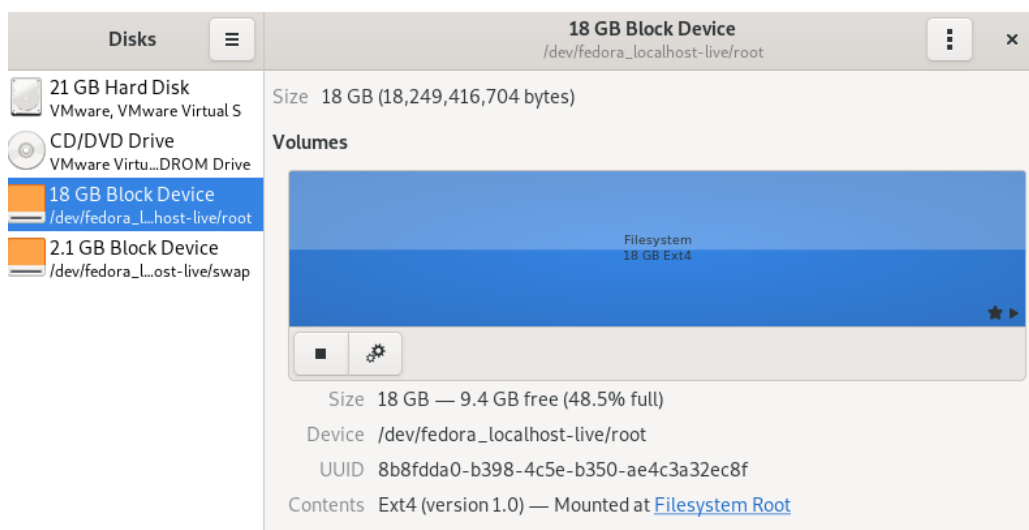 Disks
21 GB Hard Disk
VMware, VMware Virtual S
CD/DVD Drive
VMware Virtu...DROM Drive
18 GB Block Device
/dev/fedora_l...host-live/root
2.1 GB Block Device
/dev/fedora_l...ost-live/swap
18 GB Block Device
/dev/fedora_localhost-live/root
Size 18 GB (18,249,416,704 bytes)
Volumes
Filesystem
18 GB Ext4
Size 18 GB — 9.4 GB free (48.5% full)
Device /dev/fedora_localhost-live/root
UUID 8b8fdda0-b398-4c5e-b350-ae4c3a32ec8f
Contents Ext4 (version 1.0) — Mounted at Filesystem Root